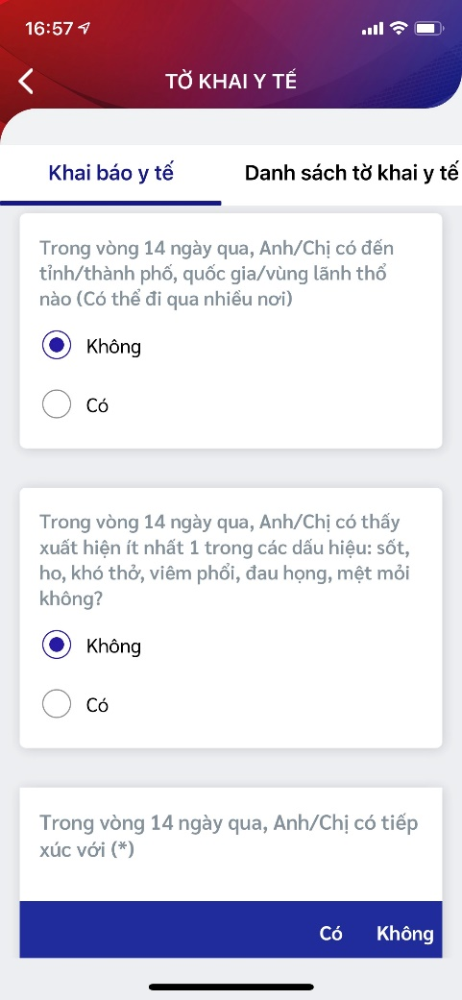 16:57
TỜ KHAI Y TẾ
Khai báo y tế
Danh sách tờ khai y tế
Trong vòng 14 ngày qua, Anh/Chị có đến
tỉnh/thành phố, quốc gia/vùng lãnh thổ
nào (Có thể đi qua nhiều nơi)
Không
Có
Trong vòng 14 ngày qua, Anh/Chị có thấy
xuất hiện ít nhất 1 trong các dấu hiệu: sốt,
ho, khó thở, viêm phổi, đau họng, mệt mỏi
không?
Không
Có
Trong vòng 14 ngày qua, Anh/Chị có tiếp
xúc với (*)
Có Không